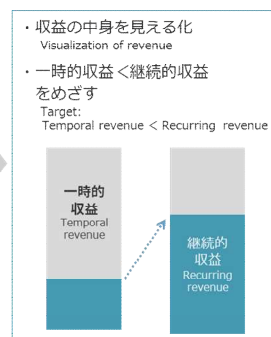 ・収益の中身を見える化
Visualization of revenue
・一時的収益＜継続的収益
をめざす
Target:
Temporal revenue < Recurring revenue
一時的
収益
Temporal
revenue
継続的
収益
Recurring
revenue